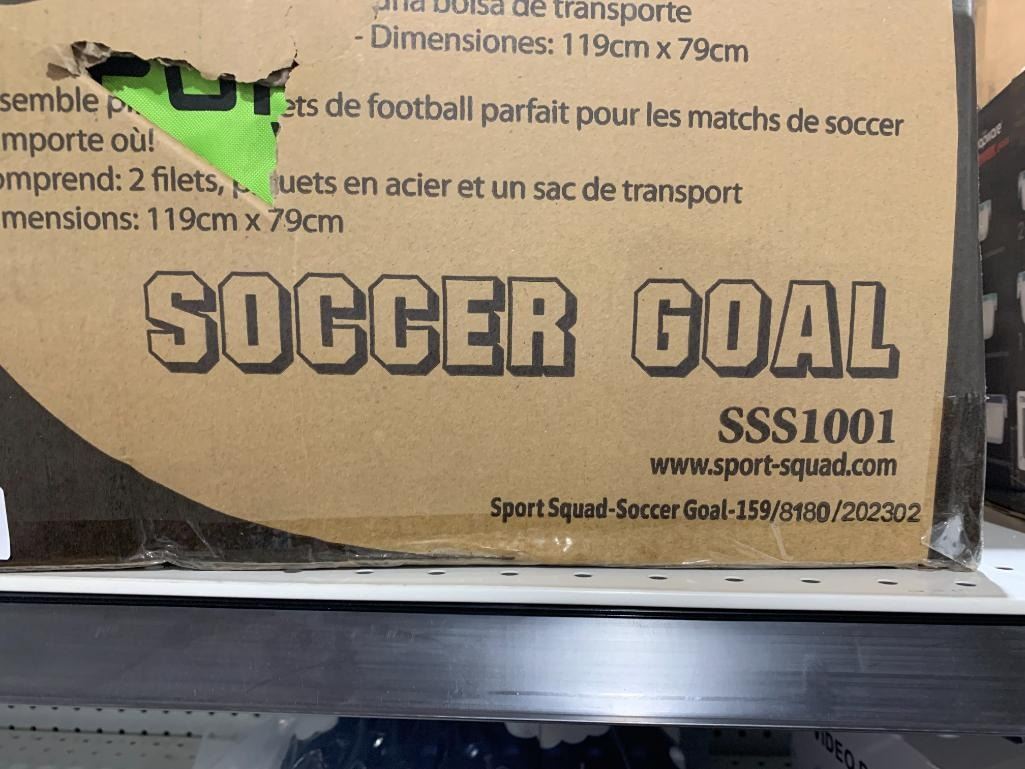 una bolsa de transporte
- Dimensiones: 119cm x 79cm
semble ets de football parfait pour les matchs de soccer
mporte où!
omprend: 2 filets, p uets en acier et un sac de transport
mensions: 119cm x 79cm
SOCCER GOAL
SSS1001
www.sport-squad.com
Sport Squad-Soccer Goal-159/8180/202302